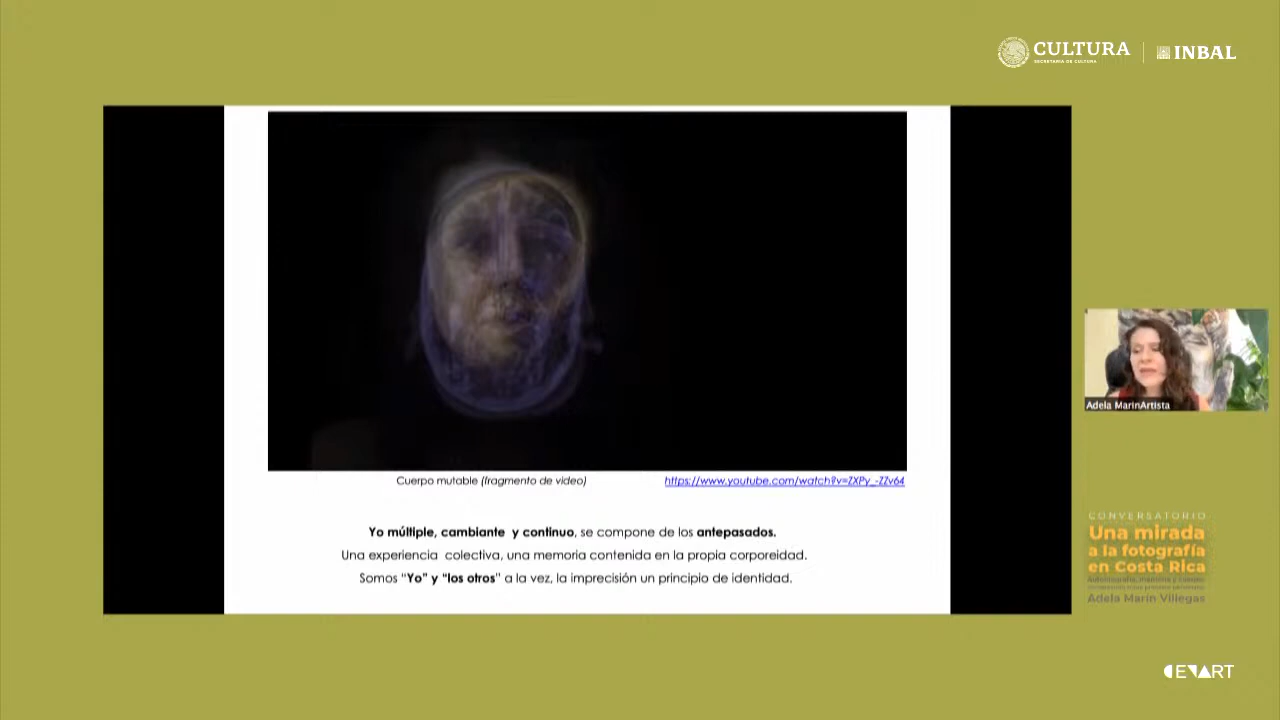 CULTURA
SECRETARÍA DE CULTURA
INBAL
Cuerpo mutable (fragmento de video)
https://www.youtube.com/watch?v=ZXPy_-ZZv64
Yo múltiple, cambiante y continuo, se compone de los antepasados.
Una experiencia colectiva, una memoria contenida en la propia corporeidad.
Somos “Yo” y “los otros” a la vez, la imprecisión un principio de identidad.
Adela MarinArtista
CONVERSATORIO
Una mirada
a la fotografía
en Costa Rica
Adela Marín Villegas
CENART